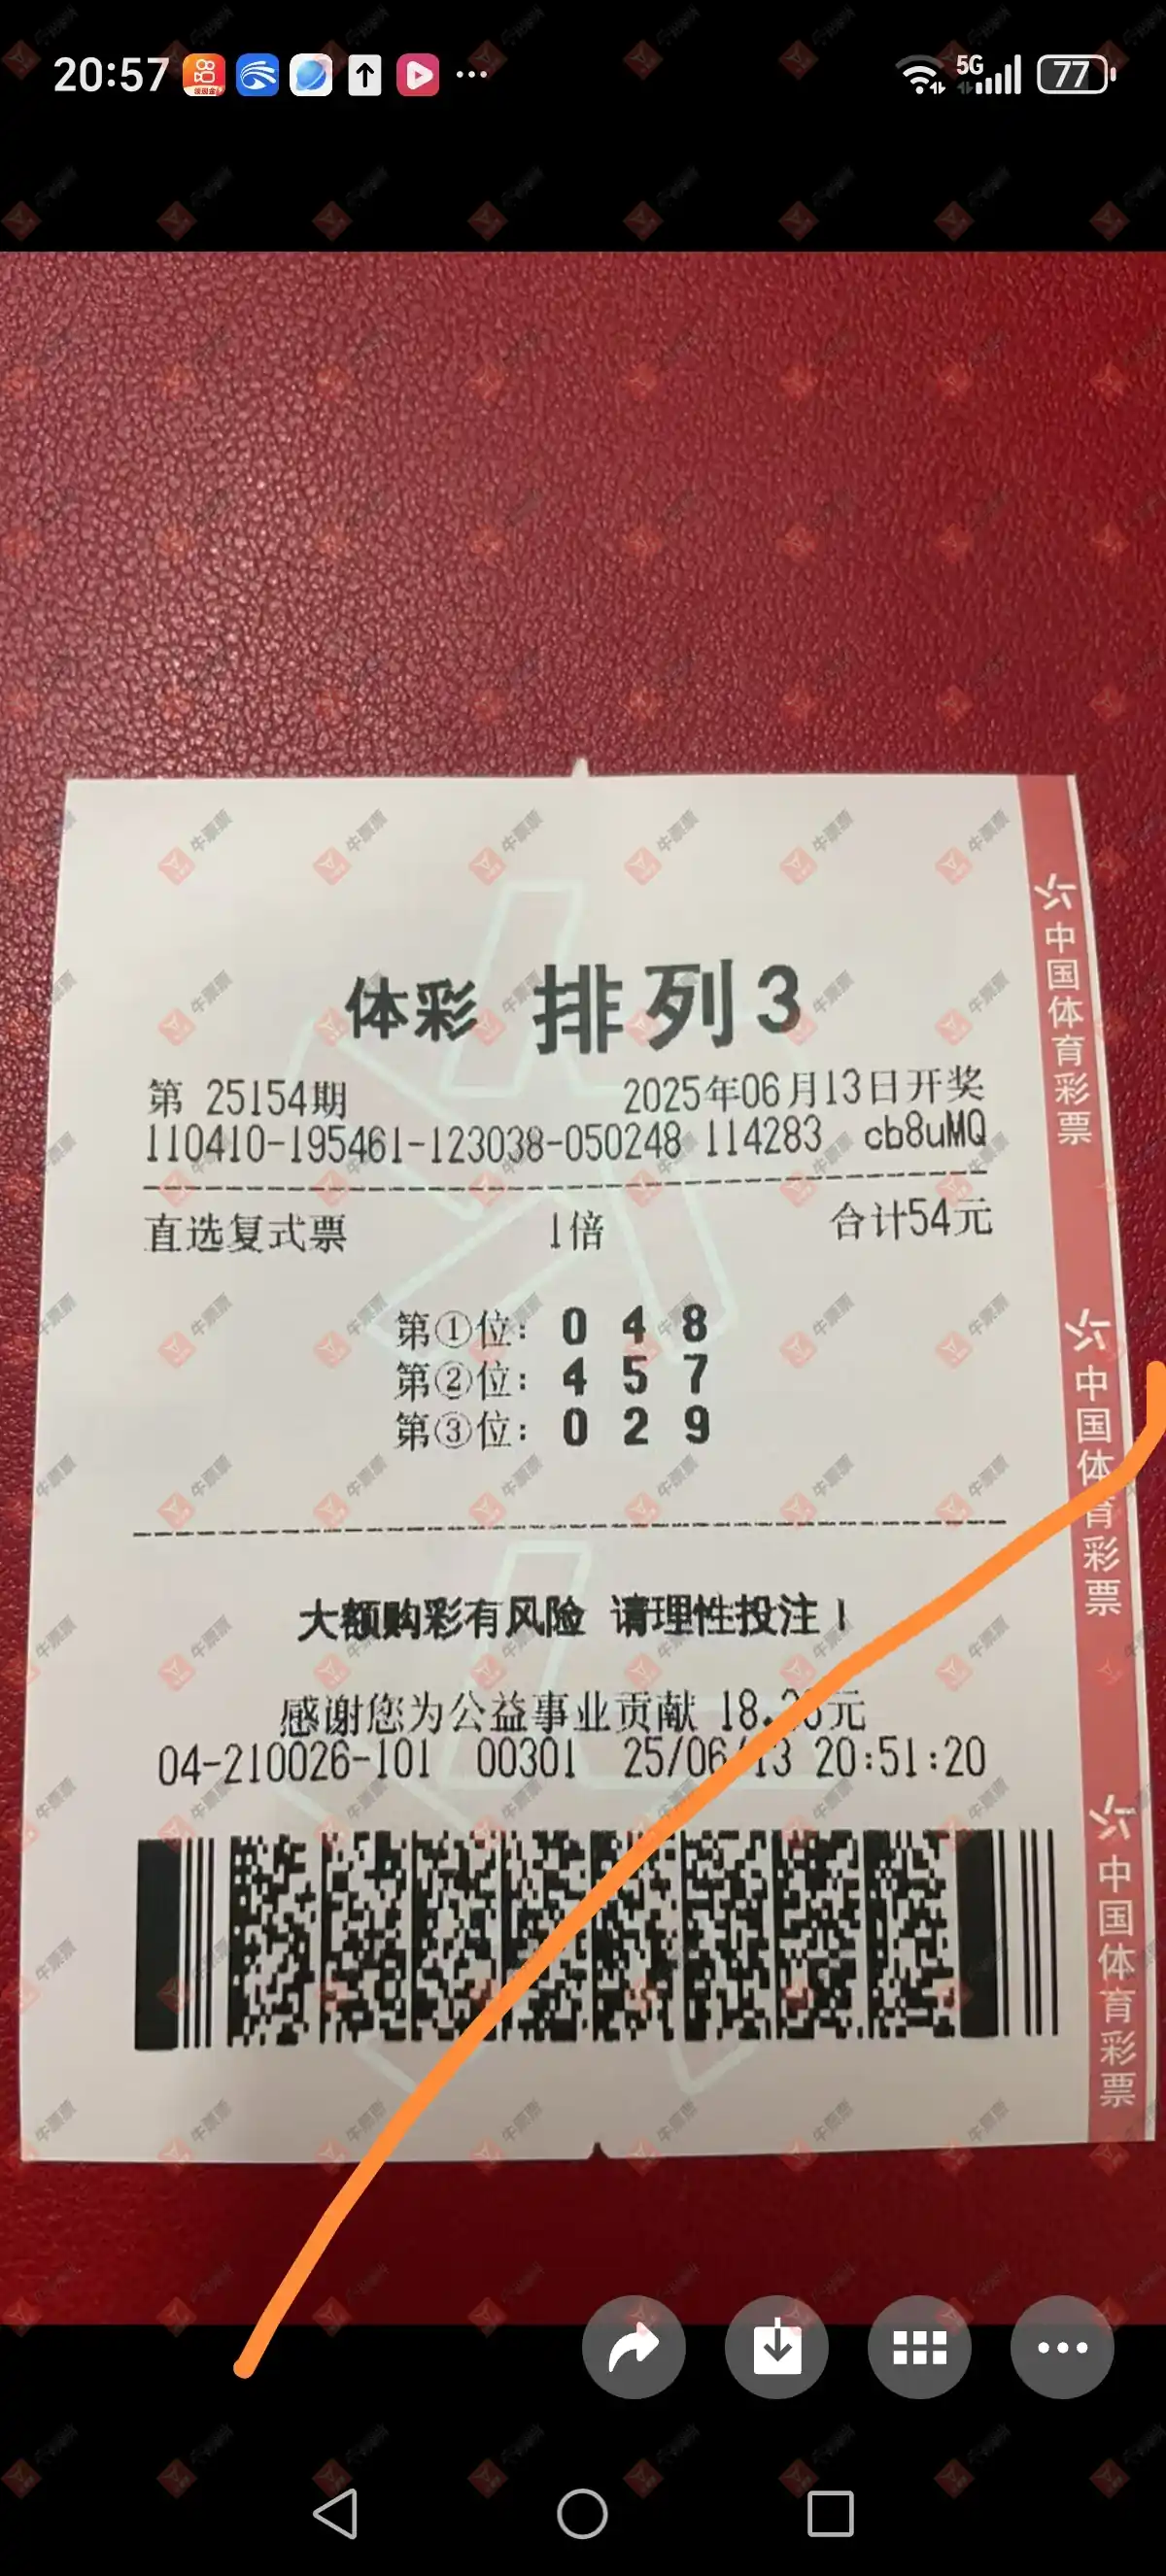 20:57
5G
77
体彩 排列3
第 25154期 2025年06月13日开奖
110410-195461-123038-050248 114283 cb8uMQ
直选复式票 1倍 合计54元
第①位: 0 4 8
第②位: 4 5 7
第③位: 0 2 9
大额购彩有风险 请理性投注!
感谢您为公益事业贡献 元
04-210026-101 00301 25/06/13 20:51:20
中国体育彩票
中国体育彩票
中国体育彩票
牛票票